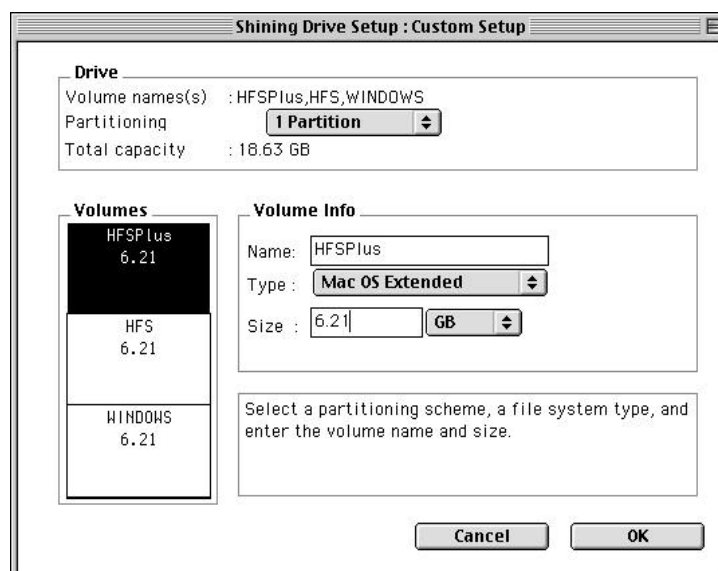 Shining Drive Setup : Custom Setup
Drive
Volume names(s) : HFSPlus,HFS,WINDOWS
Partitioning 1 Partition
Total capacity : 18.63 GB
Volumes
HFSPlus
6.21
HFS
6.21
WINDOWS
6.21
Volume Info
Name: HFSPlus
Type : Mac OS Extended
Size : 6.21 GB
Select a partitioning scheme, a file system type, and
enter the volume name and size.
Cancel OK